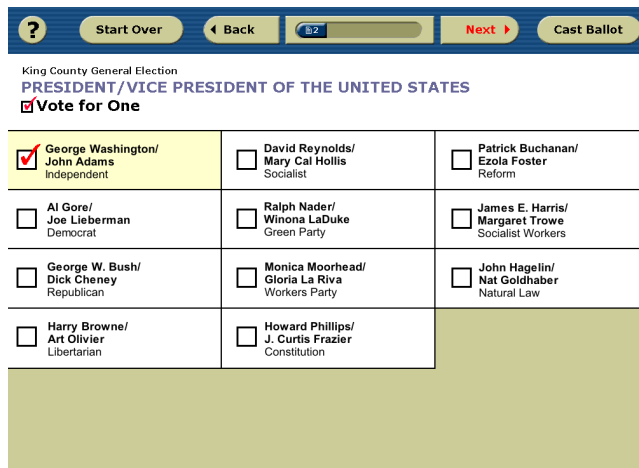 ?
Start Over
Back
2
Next
Cast Ballot
King County General Election
PRESIDENT/VICE PRESIDENT OF THE UNITED STATES
Vote for One
George Washington/
John Adams
Independent
David Reynolds/
Mary Cal Hollis
Socialist
Patrick Buchanan/
Ezola Foster
Reform
Al Gore/
Joe Lieberman
Democrat
Ralph Nader/
Winona LaDuke
Green Party
James E. Harris/
Margaret Trowe
Socialist Workers
George W. Bush/
Dick Cheney
Republican
Monica Moorhead/
Gloria La Riva
Workers Party
John Hagelin/
Nat Goldhaber
Natural Law
Harry Browne/
Art Olivier
Libertarian
Howard Phillips/
J. Curtis Frazier
Constitution